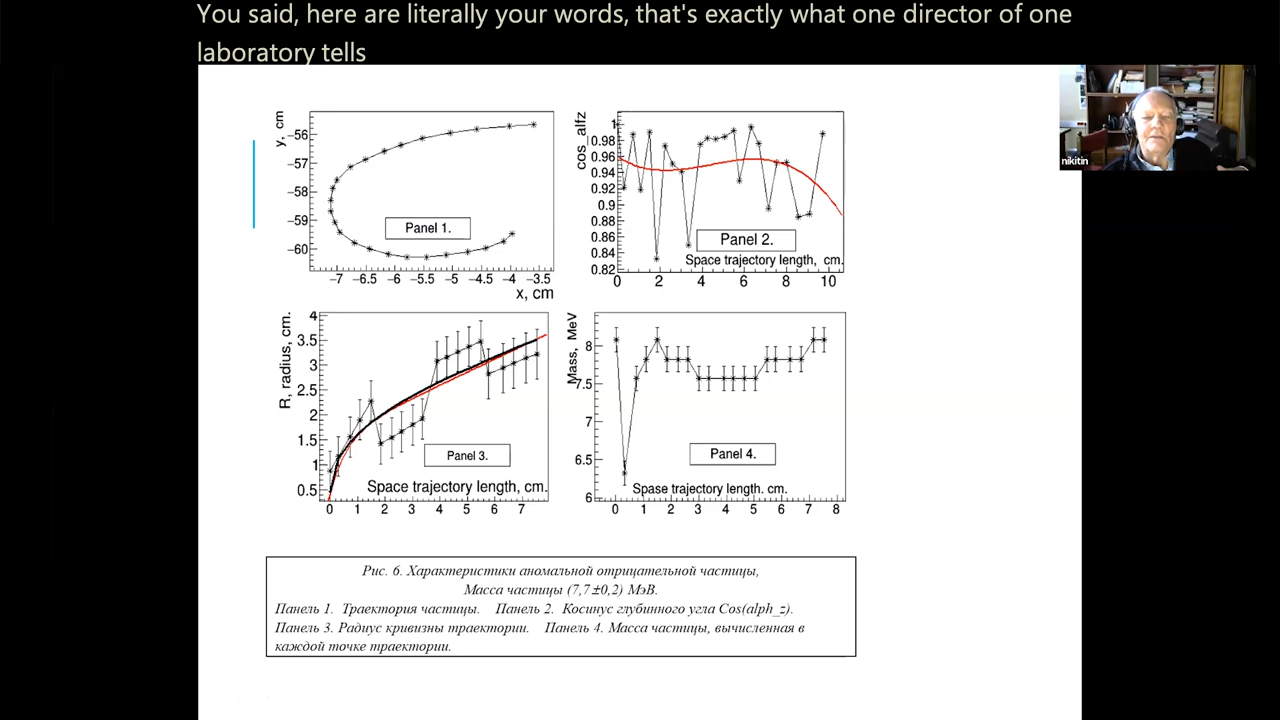 You said, here are literally your words, that's exactly what one director of one
laboratory tells
nikitin
y, cm
−56
−57
−58
−59
−60
Panel 1.
−7 −6.5 −6 −5.5 −5 −4.5 −4 −3.5
x, cm
cos_alfz
1
0.98
0.96
0.94
0.92
0.9
0.88
0.86
0.84
0.82
Panel 2.
Space trajectory length, cm.
0 2 4 6 8 10
R, radius, cm.
4
3.5
3
2.5
2
1.5
1
0.5
Panel 3.
Space trajectory length, cm.
0 1 2 3 4 5 6 7
Mass, MeV
8
7.5
7
6.5
6
Panel 4.
Spase trajectory length. cm.
0 1 2 3 4 5 6 7 8
Рис. 6. Характеристики аномальной отрицательной частицы,
Масса частицы (7,7±0,2) МэВ.
Панель 1. Траектория частицы. Панель 2. Косинус глубинного угла Cos(alph_z).
Панель 3. Радиус кривизны траектории. Панель 4. Масса частицы, вычисленная в
каждой точке траектории.